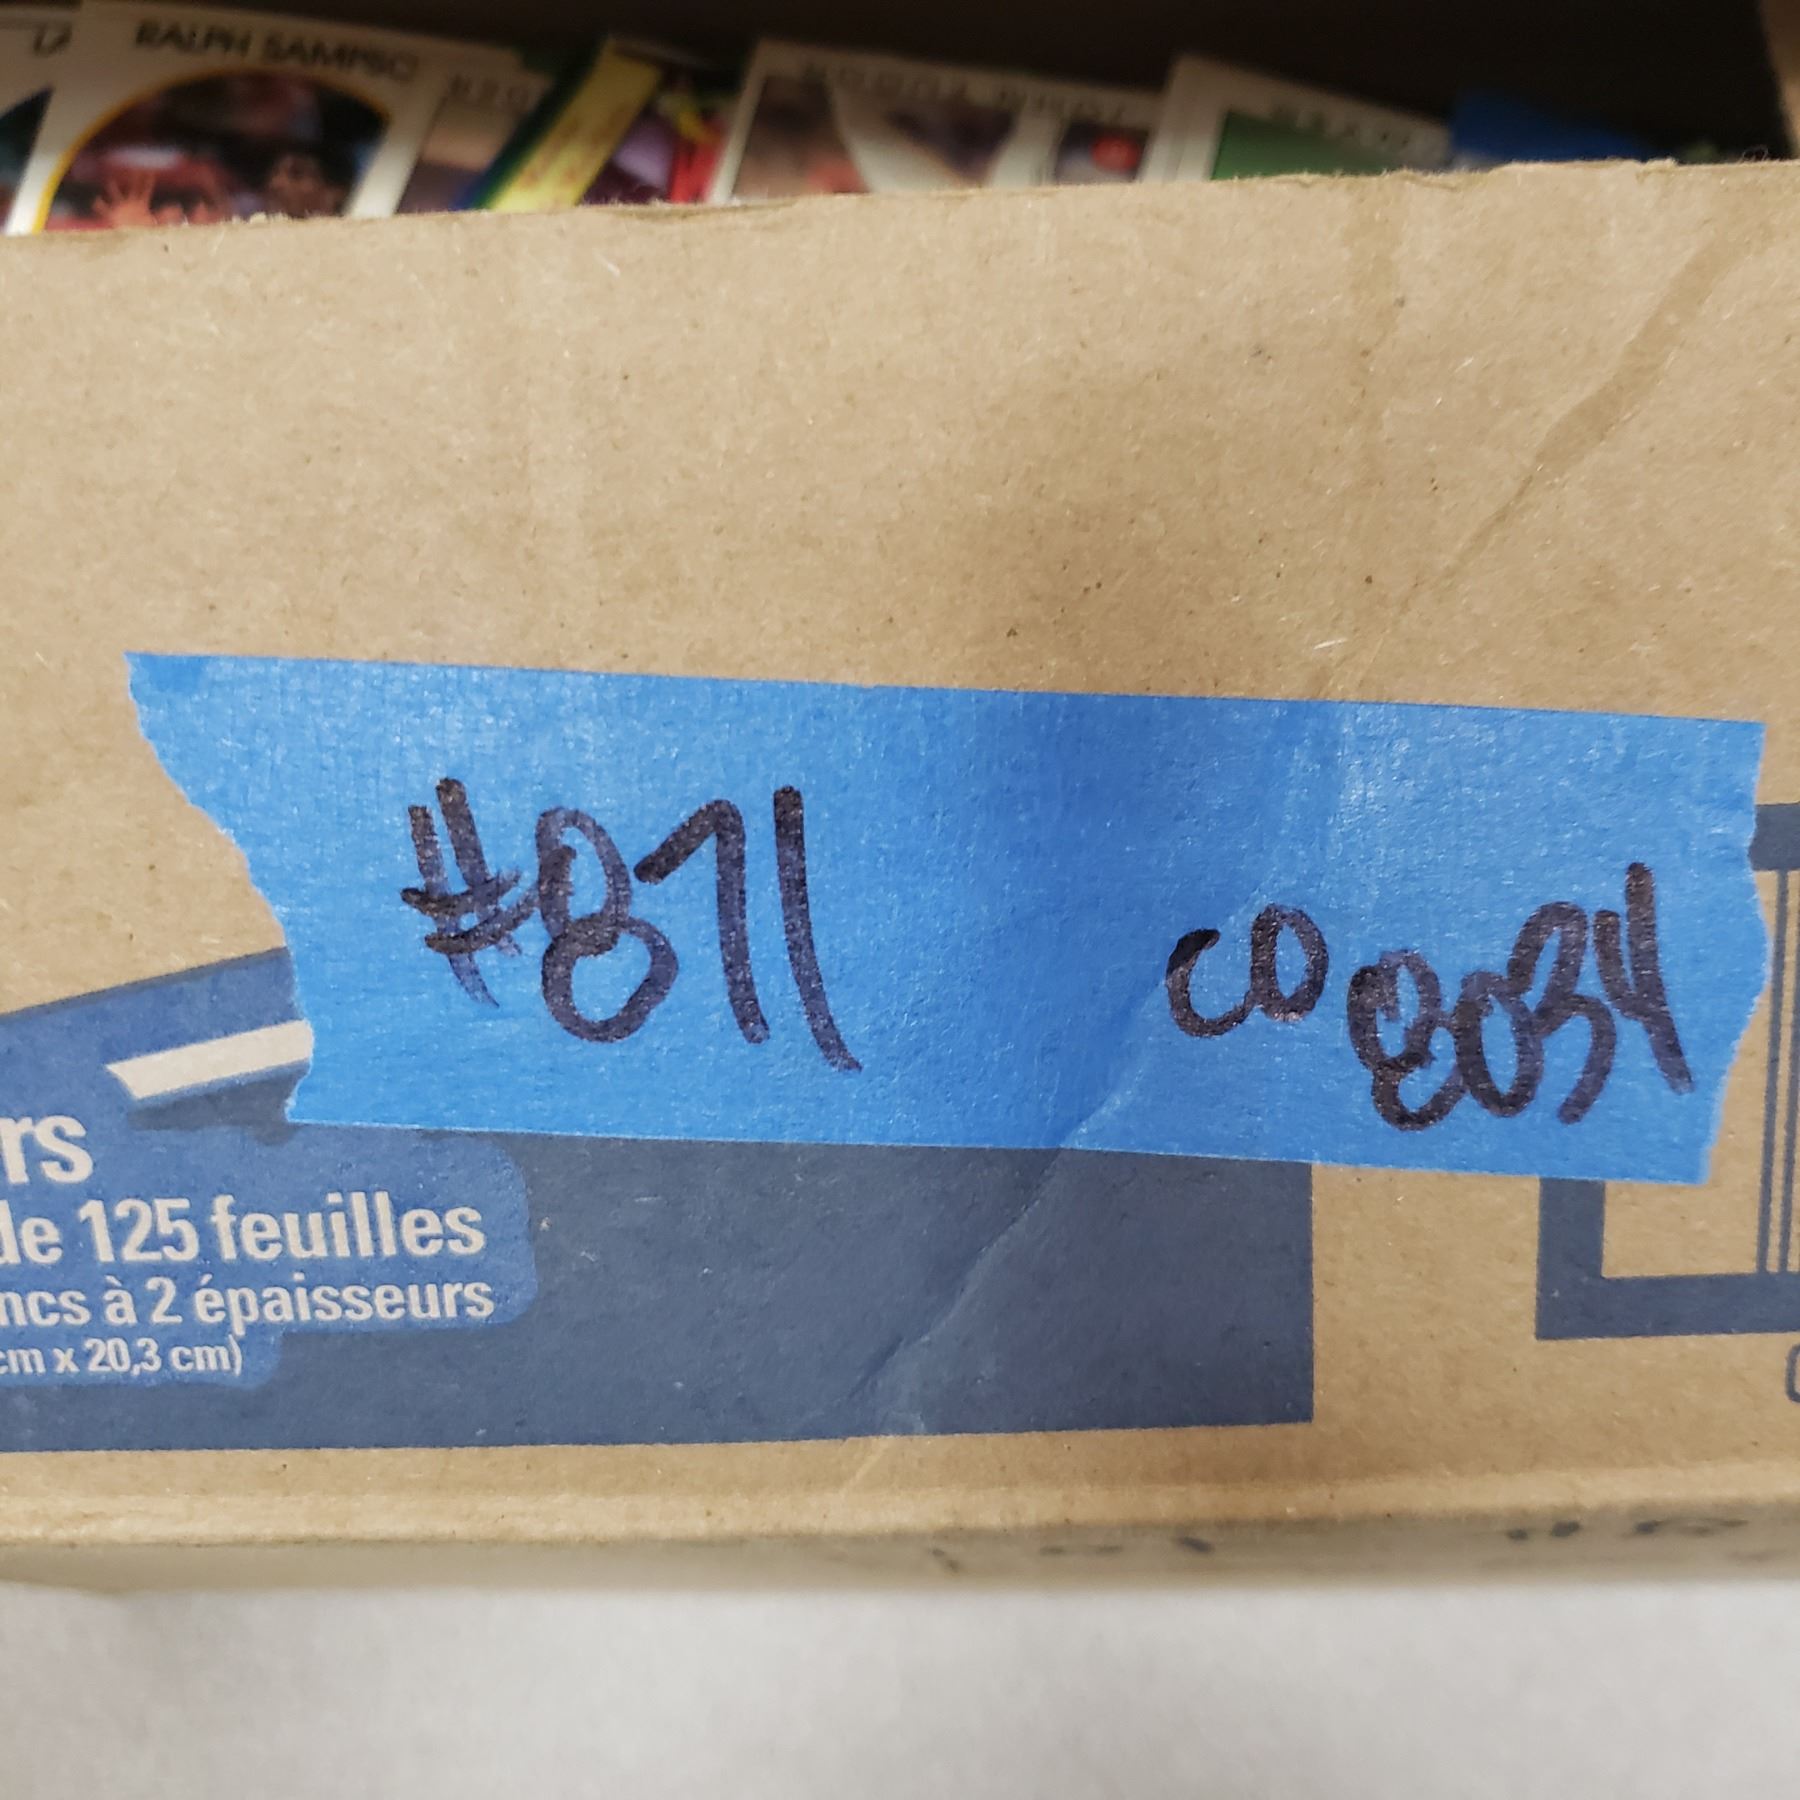 RALPH SAMPSO
#871 CO 8034
rs
de 125 feuilles
ncs à 2 épaisseurs
cm x 20,3 cm)